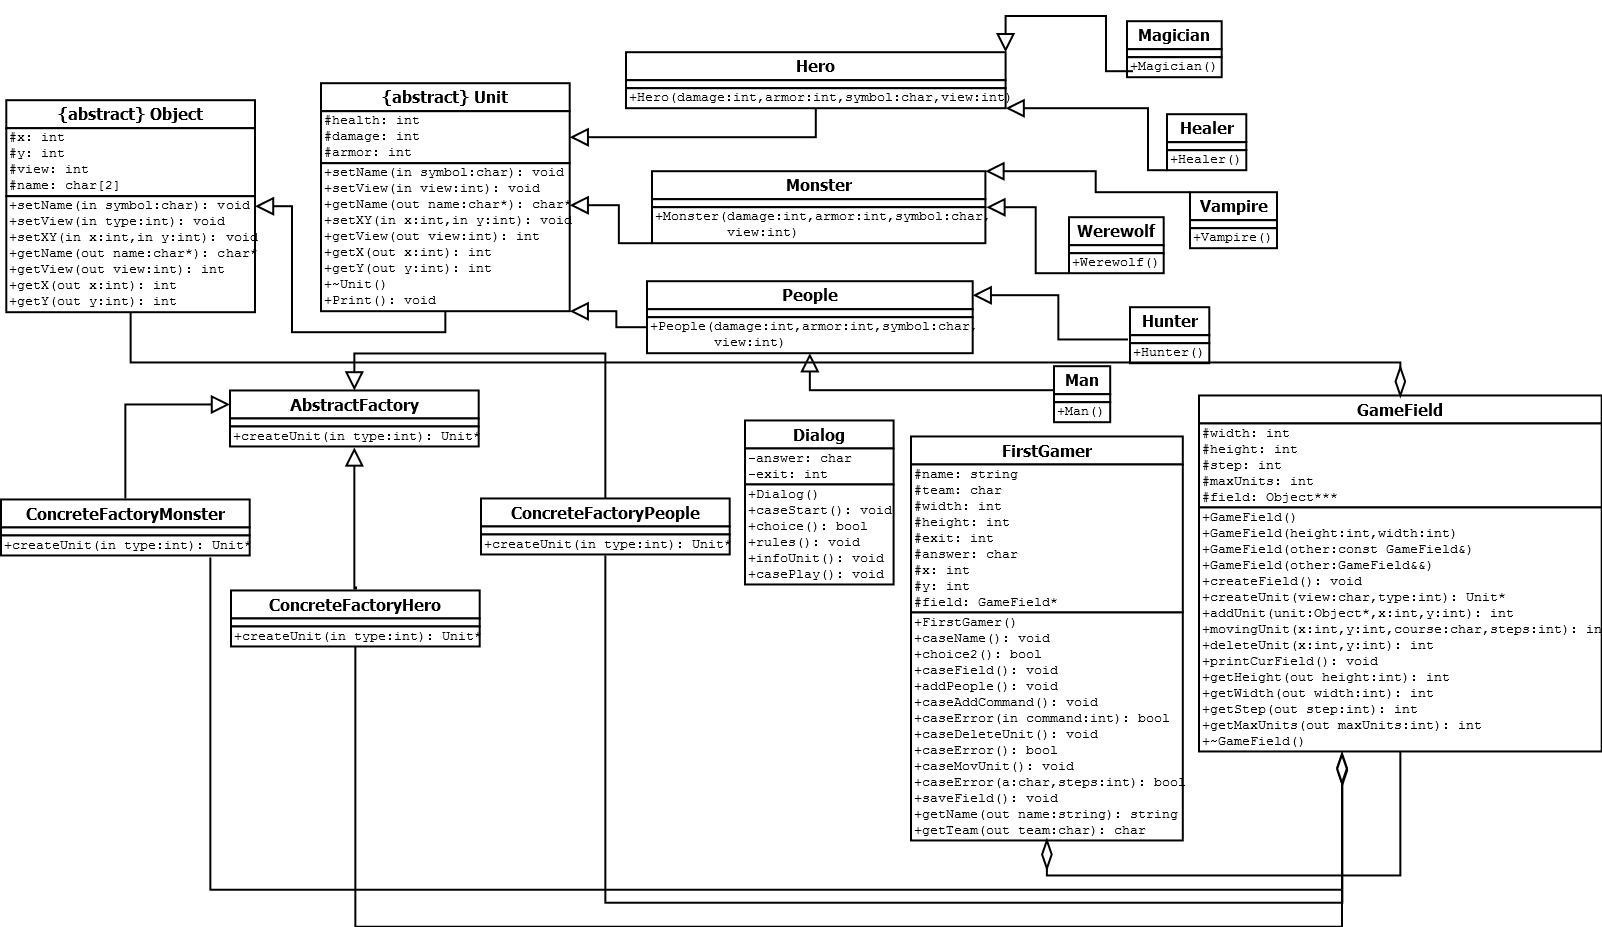 Magician
+Magician()
Hero
+Hero(damage:int,armor:int,symbol:char,view:int)
{abstract} Unit
#health: int
#damage: int
#armor: int
+setName(in symbol:char): void
+setView(in view:int): void
+getName(out name:char*): char*
+setXY(in x:int,in y:int): void
+getView(out view:int): int
+getX(out x:int): int
+getY(out y:int): int
+~Unit()
+Print(): void
{abstract} Object
#x: int
#y: int
#view: int
#name: char[2]
+setName(in symbol:char): void
+setView(in type:int): void
+setXY(in x:int,in y:int): void
+getName(out name:char*): char*
+getView(out view:int): int
+getX(out x:int): int
+getY(out y:int): int
Healer
+Healer()
Monster
+Monster(damage:int,armor:int,symbol:char,
view:int)
Vampire
+Vampire()
Werewolf
+Werewolf()
People
+People(damage:int,armor:int,symbol:char,
view:int)
Hunter
+Hunter()
Man
+Man()
AbstractFactory
+createUnit(in type:int): Unit*
ConcreteFactoryMonster
+createUnit(in type:int): Unit*
ConcreteFactoryPeople
+createUnit(in type:int): Unit*
ConcreteFactoryHero
+createUnit(in type:int): Unit*
Dialog
-answer: char
-exit: int
+Dialog()
+caseStart(): void
+choice(): bool
+rules(): void
+infoUnit(): void
+casePlay(): void
FirstGamer
#name: string
#team: char
#width: int
#height: int
#exit: int
#answer: char
#x: int
#y: int
#field: GameField*
+FirstGamer()
+caseName(): void
+choice2(): bool
+caseField(): void
+addPeople(): void
+caseAddCommand(): void
+caseError(in command:int): bool
+caseDeleteUnit(): void
+caseError(): bool
+caseMovUnit(): void
+caseError(a:char,steps:int): bool
+saveField(): void
+getName(out name:string): string
+getTeam(out team:char): char
GameField
#width: int
#height: int
#step: int
#maxUnits: int
#field: Object***
+GameField()
+GameField(height:int,width:int)
+GameField(other:const GameField&)
+GameField(other:GameField&&)
+createField(): void
+createUnit(view:char,type:int): Unit*
+addUnit(unit:Object*,x:int,y:int): int
+movingUnit(x:int,y:int,course:char,steps:int): in
+deleteUnit(x:int,y:int): int
+printCurField(): void
+getHeight(out height:int): int
+getWidth(out width:int): int
+getStep(out step:int): int
+getMaxUnits(out maxUnits:int): int
+~GameField()